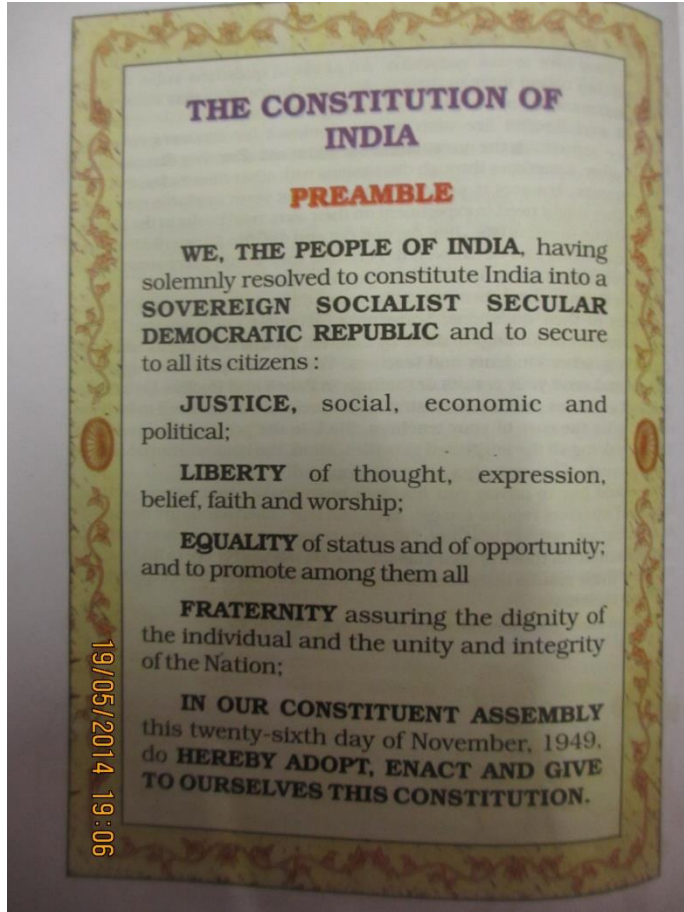 THE CONSTITUTION OF
INDIA
PREAMBLE
WE, THE PEOPLE OF INDIA, having
solemnly resolved to constitute India into a
SOVEREIGN SOCIALIST SECULAR
DEMOCRATIC REPUBLIC and to secure
to all its citizens :
JUSTICE, social, economic and
political;
LIBERTY of thought, expression,
belief, faith and worship;
EQUALITY of status and of opportunity;
and to promote among them all
FRATERNITY assuring the dignity of
the individual and the unity and integrity
of the Nation;
IN OUR CONSTITUENT ASSEMBLY
this twenty-sixth day of November, 1949,
do HEREBY ADOPT, ENACT AND GIVE
TO OURSELVES THIS CONSTITUTION.
19/05/2014 19:06